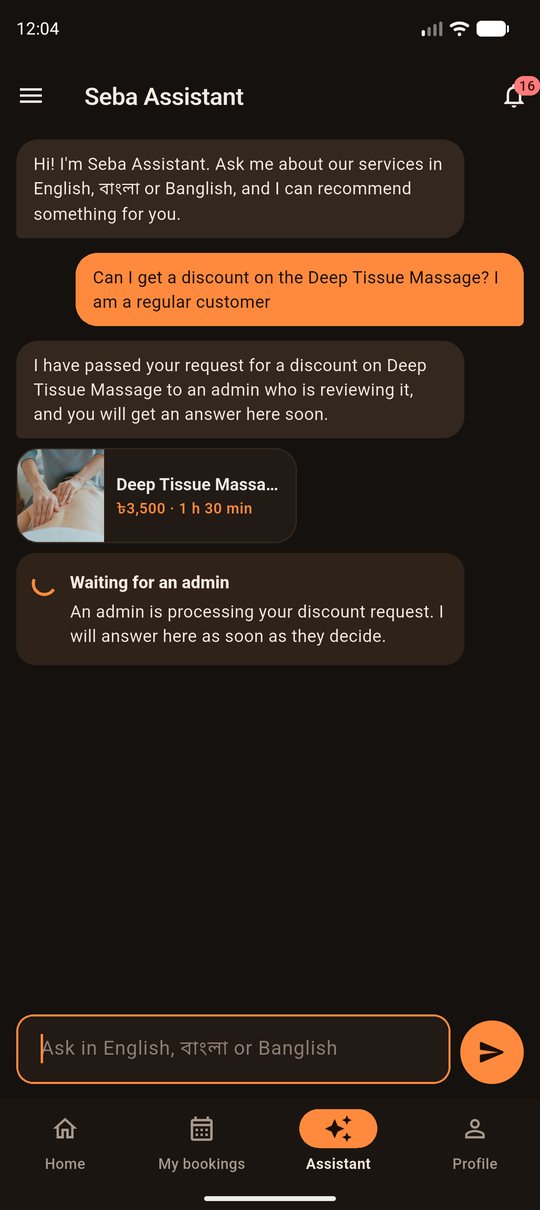 12:04
Seba Assistant
16
Hi! I'm Seba Assistant. Ask me about our services in
English, বাংলা or Banglish, and I can recommend
something for you.
Can I get a discount on the Deep Tissue Massage? I
am a regular customer
I have passed your request for a discount on Deep
Tissue Massage to an admin who is reviewing it,
and you will get an answer here soon.
Deep Tissue Massa...
৳3,500 · 1 h 30 min
Waiting for an admin
An admin is processing your discount request. I
will answer here as soon as they decide.
Ask in English, বাংলা or Banglish
Home
My bookings
Assistant
Profile